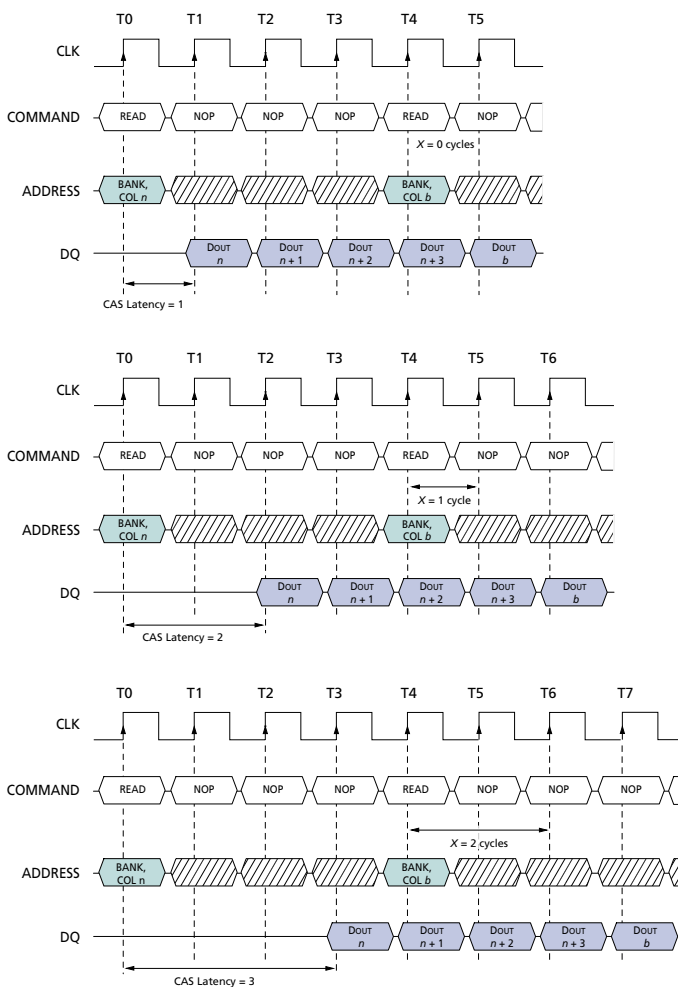 T0 T1 T2 T3 T4 T5
CLK
COMMAND READ NOP NOP NOP READ NOP
X = 0 cycles
ADDRESS BANK, COL n BANK, COL b
DQ DOUT n DOUT n + 1 DOUT n + 2 DOUT n + 3 DOUT b
CAS Latency = 1
T0 T1 T2 T3 T4 T5 T6
CLK
COMMAND READ NOP NOP NOP READ NOP NOP
X = 1 cycle
ADDRESS BANK, COL n BANK, COL b
DQ DOUT n DOUT n + 1 DOUT n + 2 DOUT n + 3 DOUT b
CAS Latency = 2
T0 T1 T2 T3 T4 T5 T6 T7
CLK
COMMAND READ NOP NOP NOP READ NOP NOP NOP
X = 2 cycles
ADDRESS BANK, COL n BANK, COL b
DQ DOUT n DOUT n + 1 DOUT n + 2 DOUT n + 3 DOUT b
CAS Latency = 3